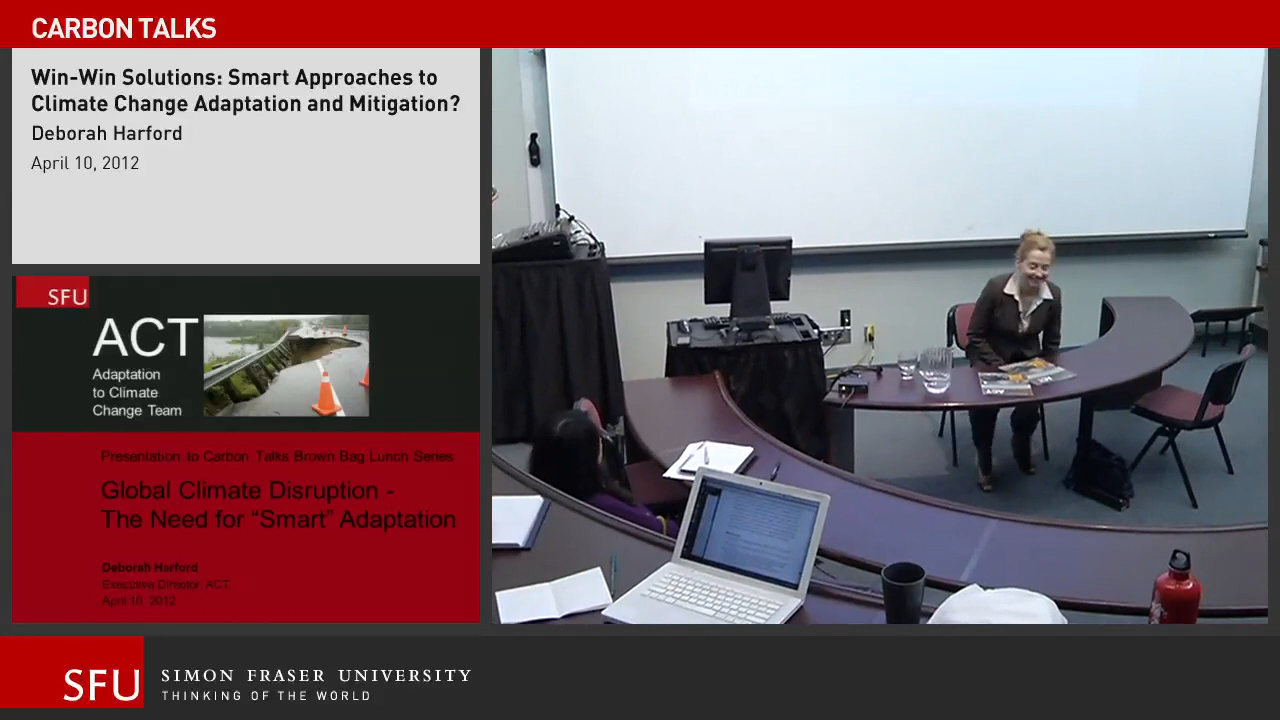 CARBON TALKS
Win-Win Solutions: Smart Approaches to
Climate Change Adaptation and Mitigation?
Deborah Harford
April 10, 2012
SFU
ACT
Adaptation
to Climate
Change Team
Presentation to Carbon Talks Brown Bag Lunch Series
Global Climate Disruption -
The Need for “Smart” Adaptation
Deborah Harford
Executive Director, ACT
April 10, 2012
SFU
SIMON FRASER UNIVERSITY
THINKING OF THE WORLD